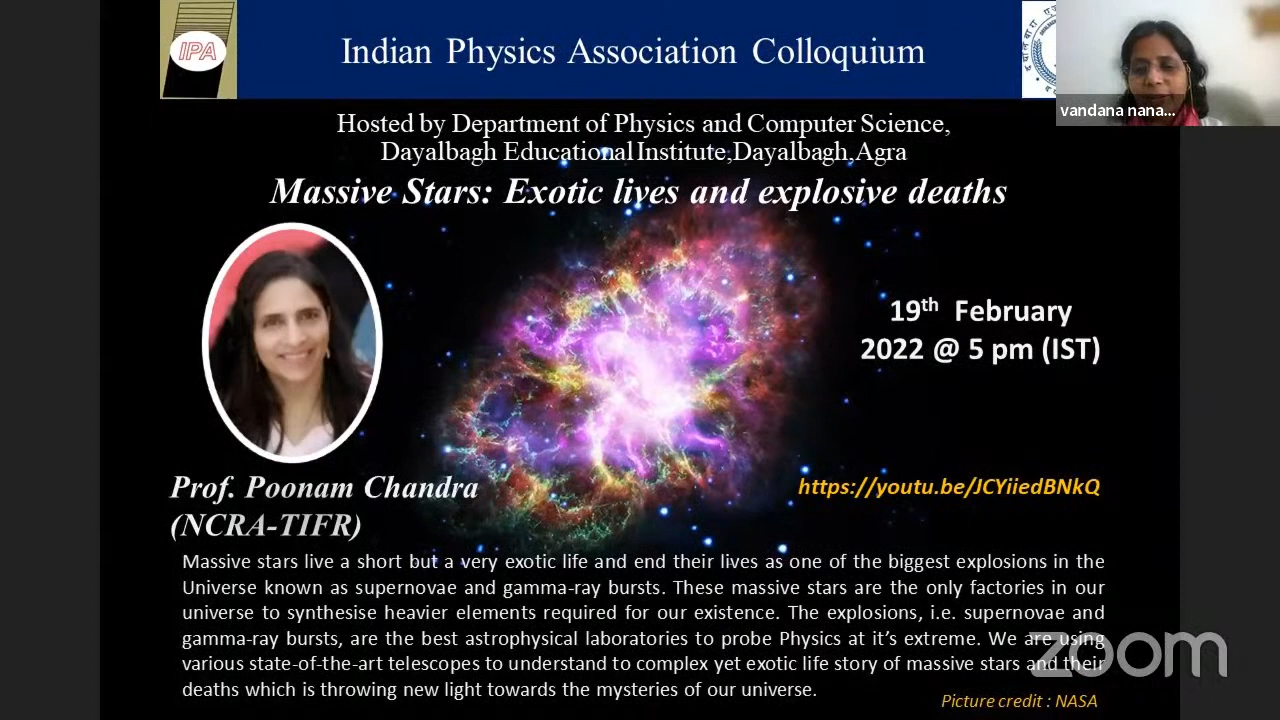 IPA
Indian Physics Association Colloquium
vandana nana...
Hosted by Department of Physics and Computer Science,
Dayalbagh Educational Institute,Dayalbagh,Agra
Massive Stars: Exotic lives and explosive deaths
19th February
2022 @ 5 pm (IST)
Prof. Poonam Chandra
(NCRA-TIFR)
https://youtu.be/JCYiiedBNkQ
Massive stars live a short but a very exotic life and end their lives as one of the biggest explosions in the
Universe known as supernovae and gamma-ray bursts. These massive stars are the only factories in our
universe to synthesise heavier elements required for our existence. The explosions, i.e. supernovae and
gamma-ray bursts, are the best astrophysical laboratories to probe Physics at it’s extreme. We are using
various state-of-the-art telescopes to understand to complex yet exotic life story of massive stars and their
deaths which is throwing new light towards the mysteries of our universe.
zoom
Picture credit : NASA